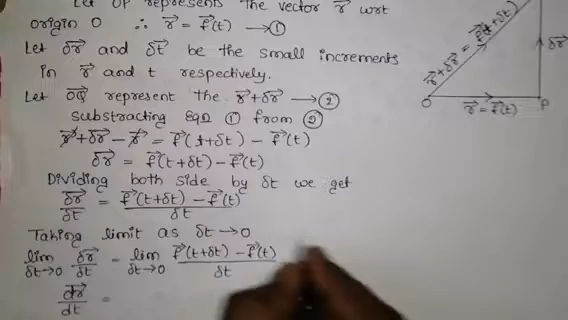 Let OP represents the vector r⃗ wrt
origin O ∴ r⃗ = f⃗(t) → ①
Let δr⃗ and δt⃗ be the small increments
in r⃗ and t respectively.
Let OQ⃗ represent the r⃗+δr⃗ → ②
substracting Eqn ① from ②
r⃗+δr⃗ - r⃗ = f⃗(t+δt) - f⃗(t)
δr⃗ = f⃗(t+δt) - f⃗(t)
Dividing both side by δt we get
δr⃗/δt = f⃗(t+δt) - f⃗(t)/δt
Taking limit as δt → 0
lim δt→0 δr⃗/δt = lim δt→0 f⃗(t+δt) - f⃗(t)/δt
dr⃗/dt =
r⃗+δr⃗ = f⃗(t+δt)
δr⃗
O
r⃗ = f⃗(t)
P